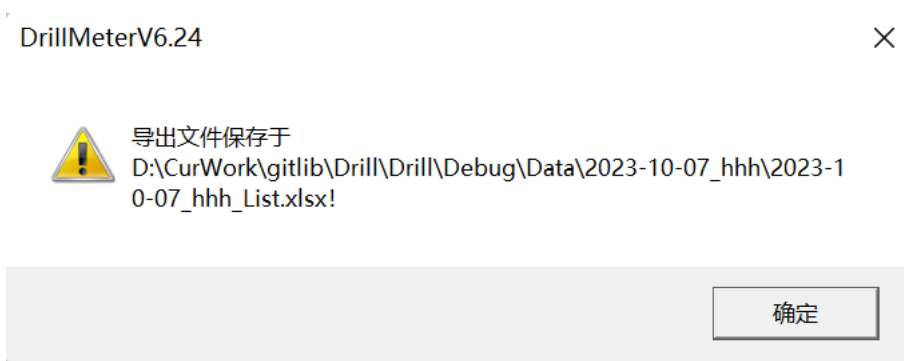 DrillMeterV6.24
导出文件保存于
D:\CurWork\gitlib\Drill\Drill\Debug\Data\2023-10-07_hhh\2023-1
0-07_hhh_List.xlsx!
确定